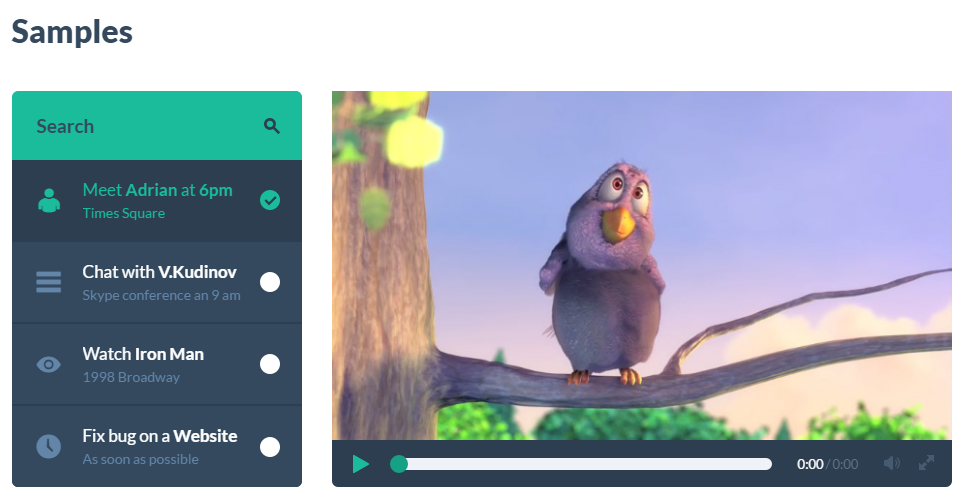 Samples
Search
Meet Adrian at 6pm
Times Square
Chat with V.Kudinov
Skype conference an 9 am
Watch Iron Man
1998 Broadway
Fix bug on a Website
As soon as possible
0:00/0:00